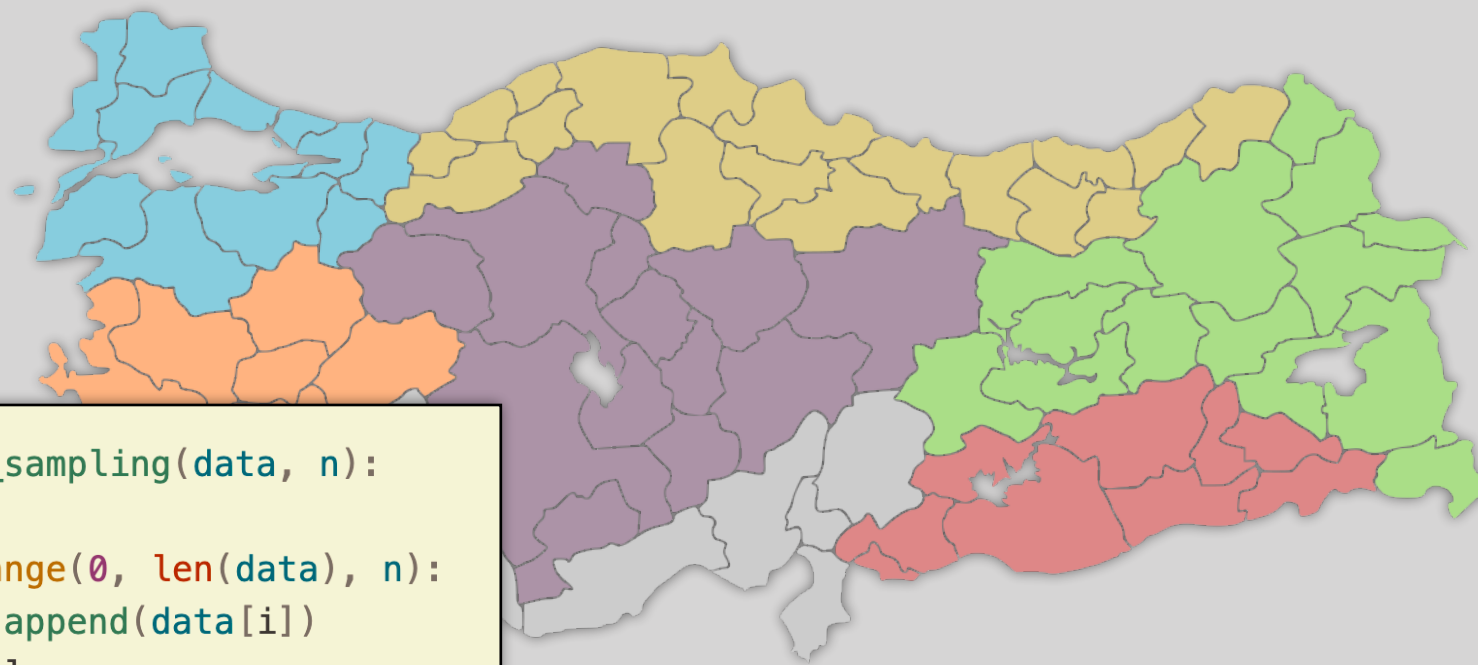 _sampling(data, n):
nge(0, len(data), n):
append(data[i])